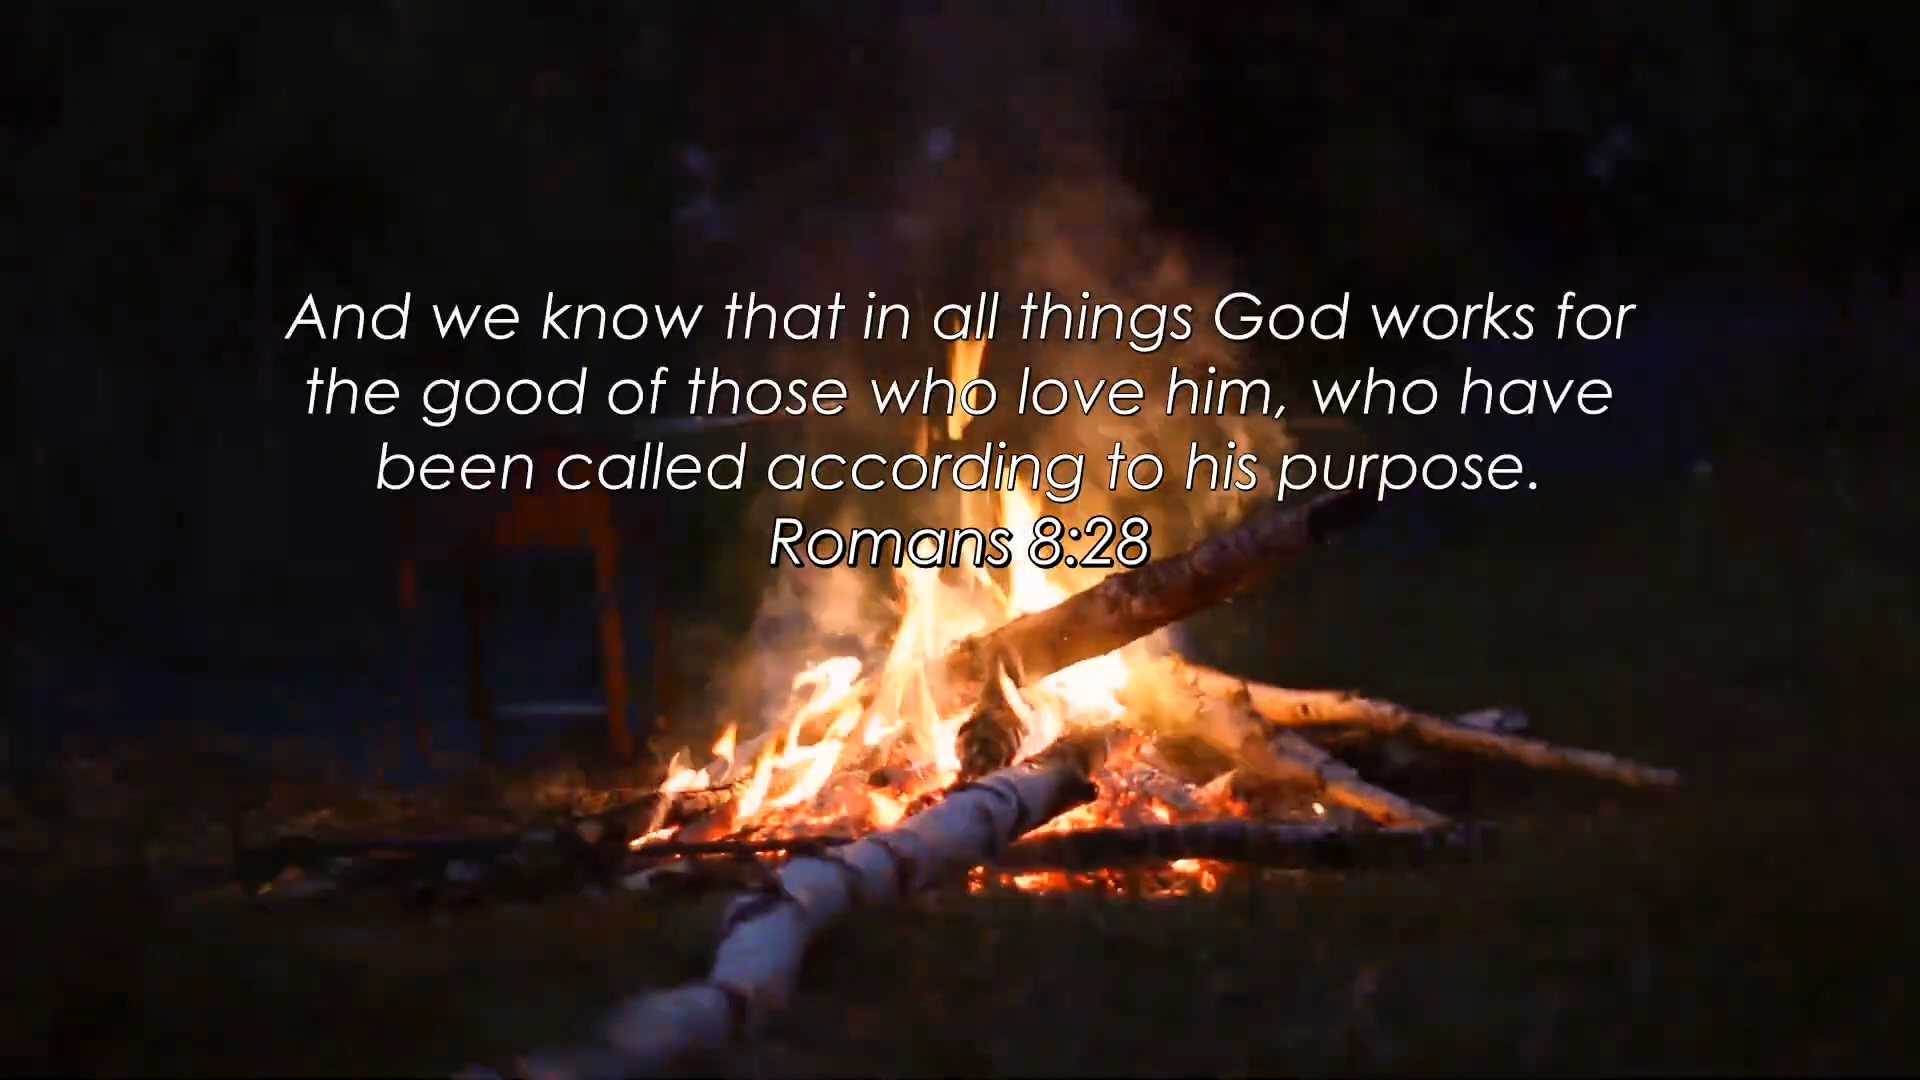 And we know that in all things God works for
the good of those who love him, who have
been called according to his purpose.
Romans 8:28